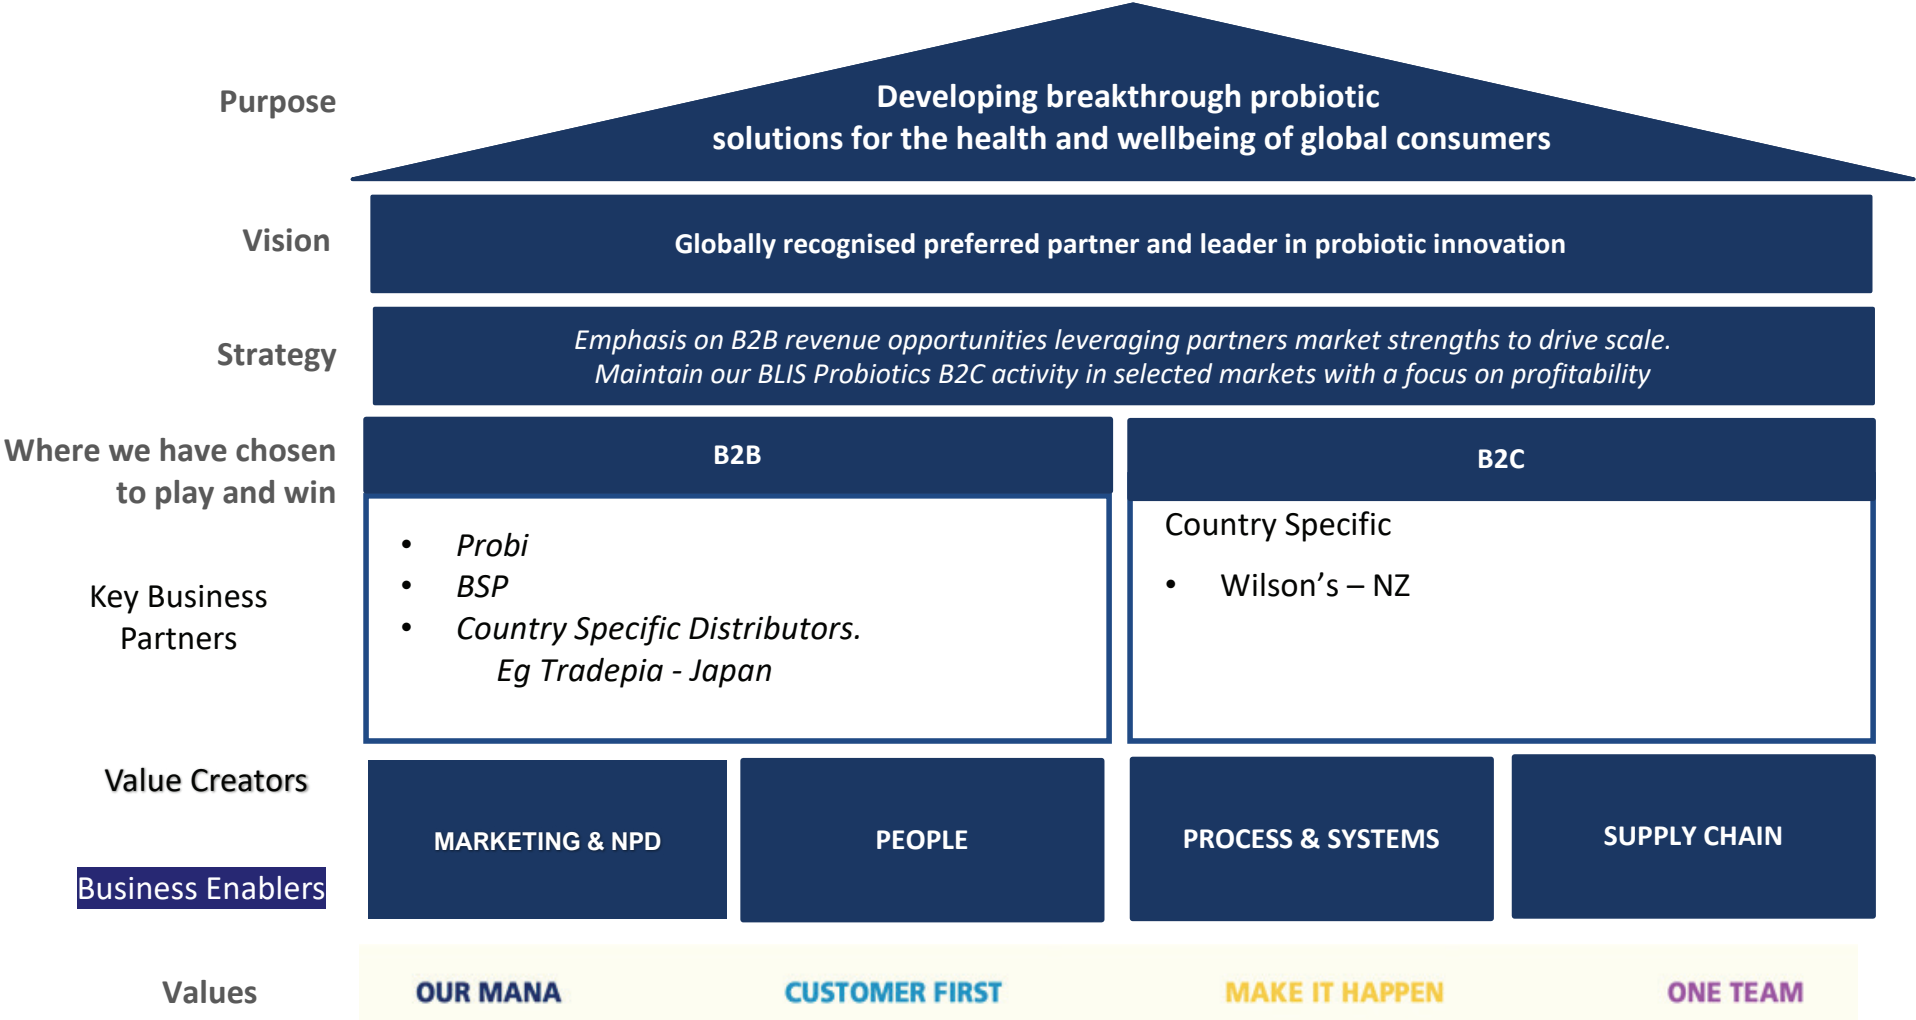 Purpose
Developing breakthrough probiotic
solutions for the health and wellbeing of global consumers
Vision
Globally recognised preferred partner and leader in probiotic innovation
Strategy
Emphasis on B2B revenue opportunities leveraging partners market strengths to drive scale.
Maintain our BLIS Probiotics B2C activity in selected markets with a focus on profitability
Where we have chosen
to play and win
B2B
B2C
Key Business
Partners
• Probi
• BSP
• Country Specific Distributors.
Eg Tradepia - Japan
Country Specific
• Wilson’s – NZ
Value Creators
Business Enablers
MARKETING & NPD
PEOPLE
PROCESS & SYSTEMS
SUPPLY CHAIN
Values
OUR MANA
CUSTOMER FIRST
MAKE IT HAPPEN
ONE TEAM